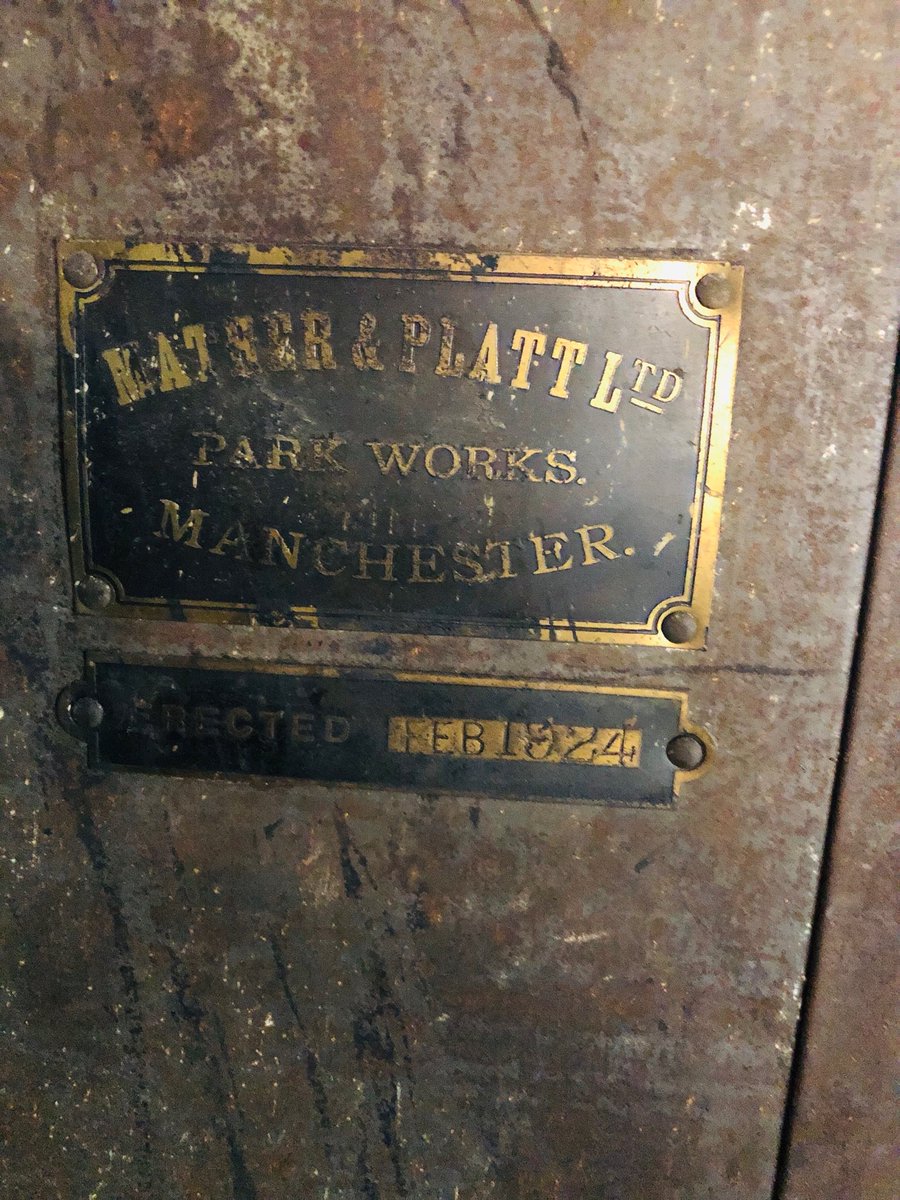 MATHER & PLATT LTD
PARK WORKS.
MANCHESTER.
ERECTED FEB 1924